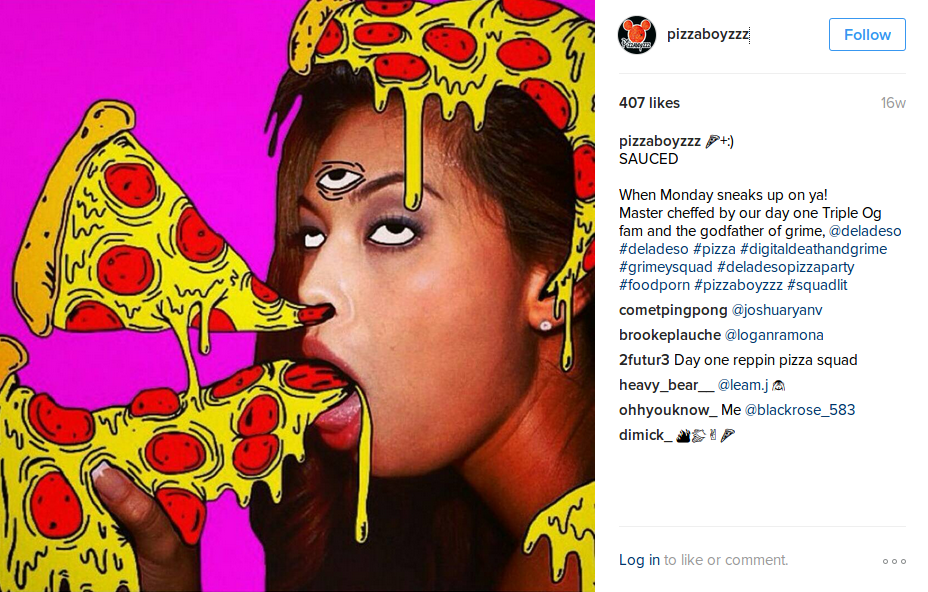 pizzaboyzzz
Follow
407 likes
16w
pizzaboyzzz 🍕+:)
SAUCED
When Monday sneaks up on ya!
Master cheffed by our day one Triple Og
fam and the godfather of grime, @deladeso
#deladeso #pizza #digitaldeathandgrime
#grimeysquad #deladesopizzaparty
#foodporn #pizzaboyzzz #squadlit
cometpingpong @joshuaryanv
brookeplauche @loganramona
2futur3 Day one reppin pizza squad
heavy_bear__ @leam.j
ohhyouknow_ Me @blackrose_583
dimick_
Log in to like or comment.